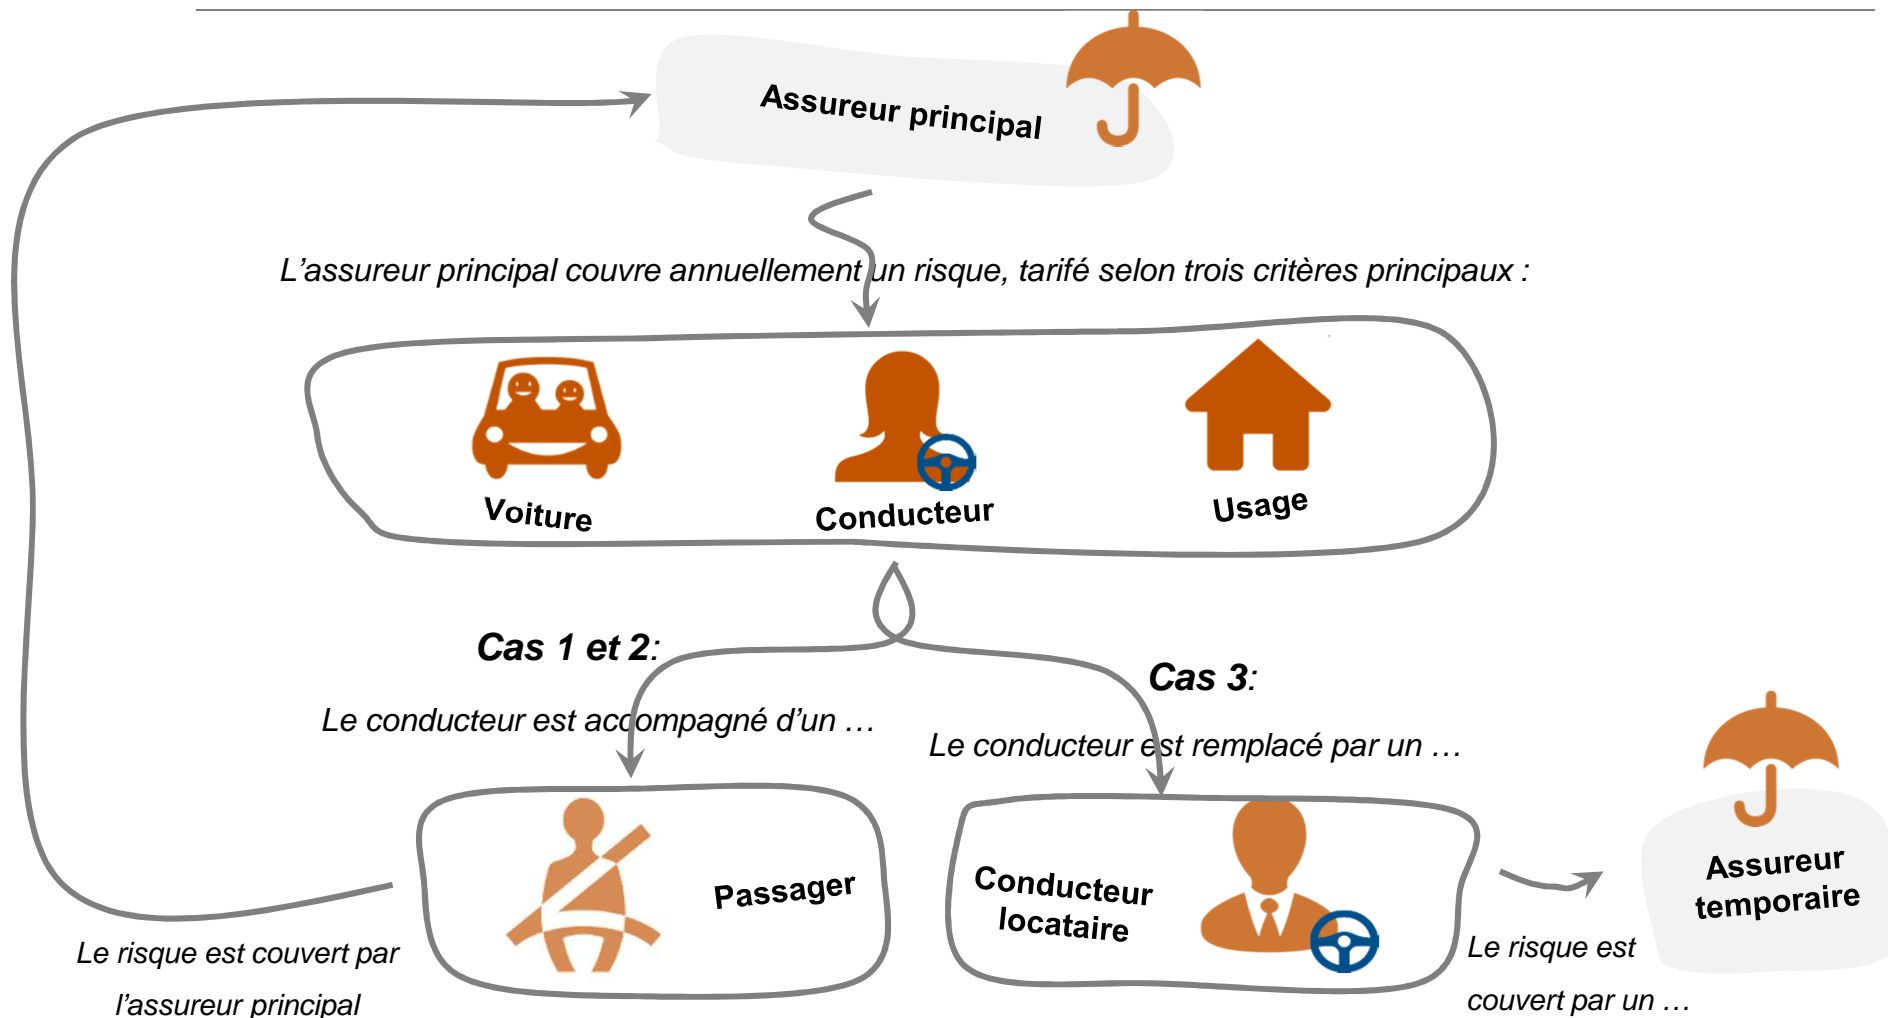 Assureur principal
L’assureur principal couvre annuellement un risque, tarifé selon trois critères principaux :
Voiture
Conducteur
Usage
Cas 1 et 2:
Le conducteur est accompagné d’un …
Cas 3:
Le conducteur est remplacé par un …
Passager
Conducteur
locataire
Assureur
temporaire
Le risque est couvert par
l’assureur principal
Le risque est
couvert par un …